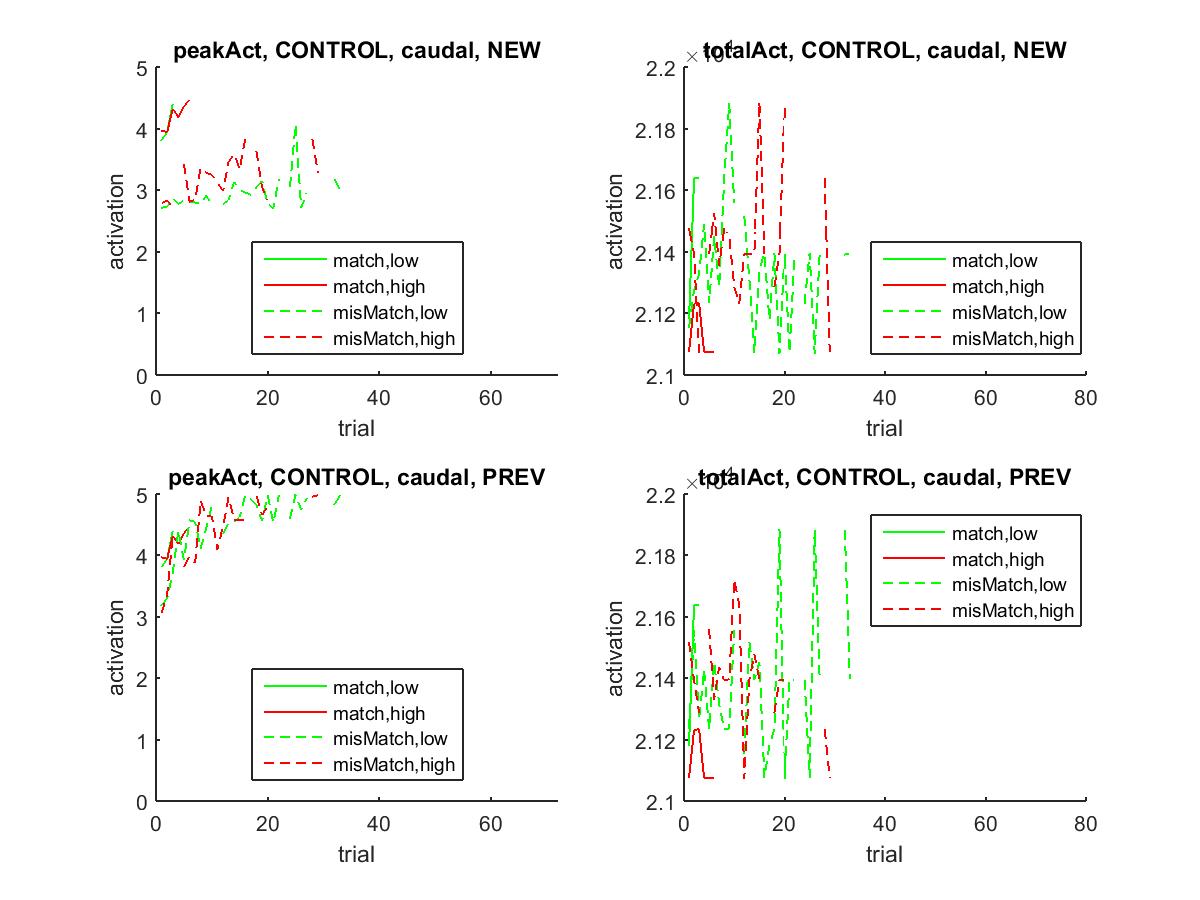 peakAct, CONTROL, caudal, NEW
5
4
3
2
1
0
activation
0 20 40 60
trial
match,low
match,high
misMatch,low
misMatch,high
totalAct, CONTROL, caudal, NEW
2.2
2.18
2.16
2.14
2.12
2.1
activation
0 20 40 60 80
trial
match,low
match,high
misMatch,low
misMatch,high
peakAct, CONTROL, caudal, PREV
5
4
3
2
1
0
activation
0 20 40 60
trial
match,low
match,high
misMatch,low
misMatch,high
totalAct, CONTROL, caudal, PREV
2.2
2.18
2.16
2.14
2.12
2.1
activation
0 20 40 60 80
trial
match,low
match,high
misMatch,low
misMatch,high